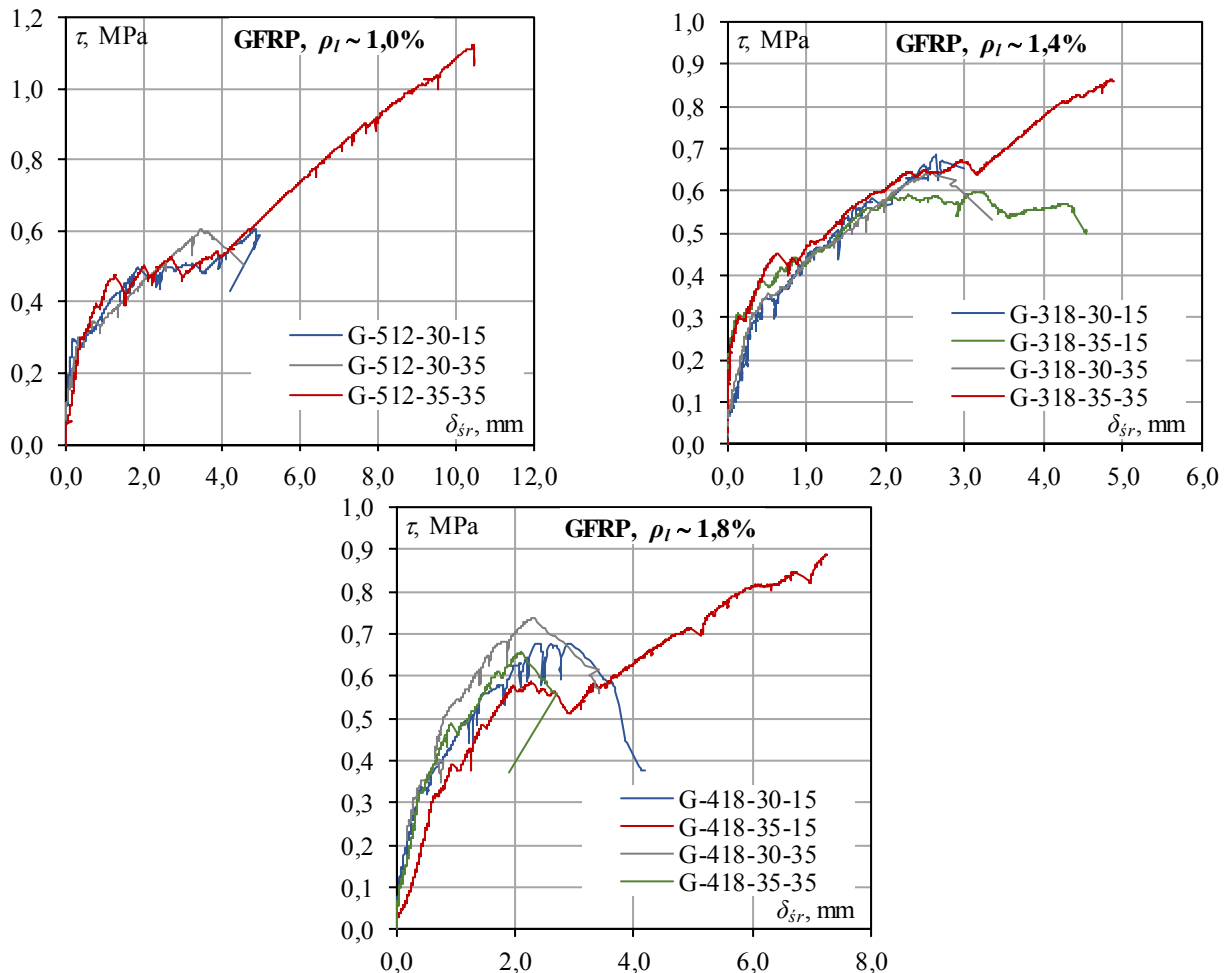 τ, MPa
GFRP, ρl ~ 1,0%
1,2
1,0
0,8
0,6
0,4
0,2
0,0
G-512-30-15
G-512-30-35
G-512-35-35
δśr, mm
0,0 2,0 4,0 6,0 8,0 10,0 12,0
τ, MPa
GFRP, ρl ~ 1,4%
1,0
0,9
0,8
0,7
0,6
0,5
0,4
0,3
0,2
0,1
0,0
G-318-30-15
G-318-35-15
G-318-30-35
G-318-35-35
δśr, mm
0,0 1,0 2,0 3,0 4,0 5,0 6,0
τ, MPa
GFRP, ρl ~ 1,8%
1,0
0,9
0,8
0,7
0,6
0,5
0,4
0,3
0,2
0,1
0,0
G-418-30-15
G-418-35-15
G-418-30-35
G-418-35-35
δśr, mm
0,0 2,0 4,0 6,0 8,0